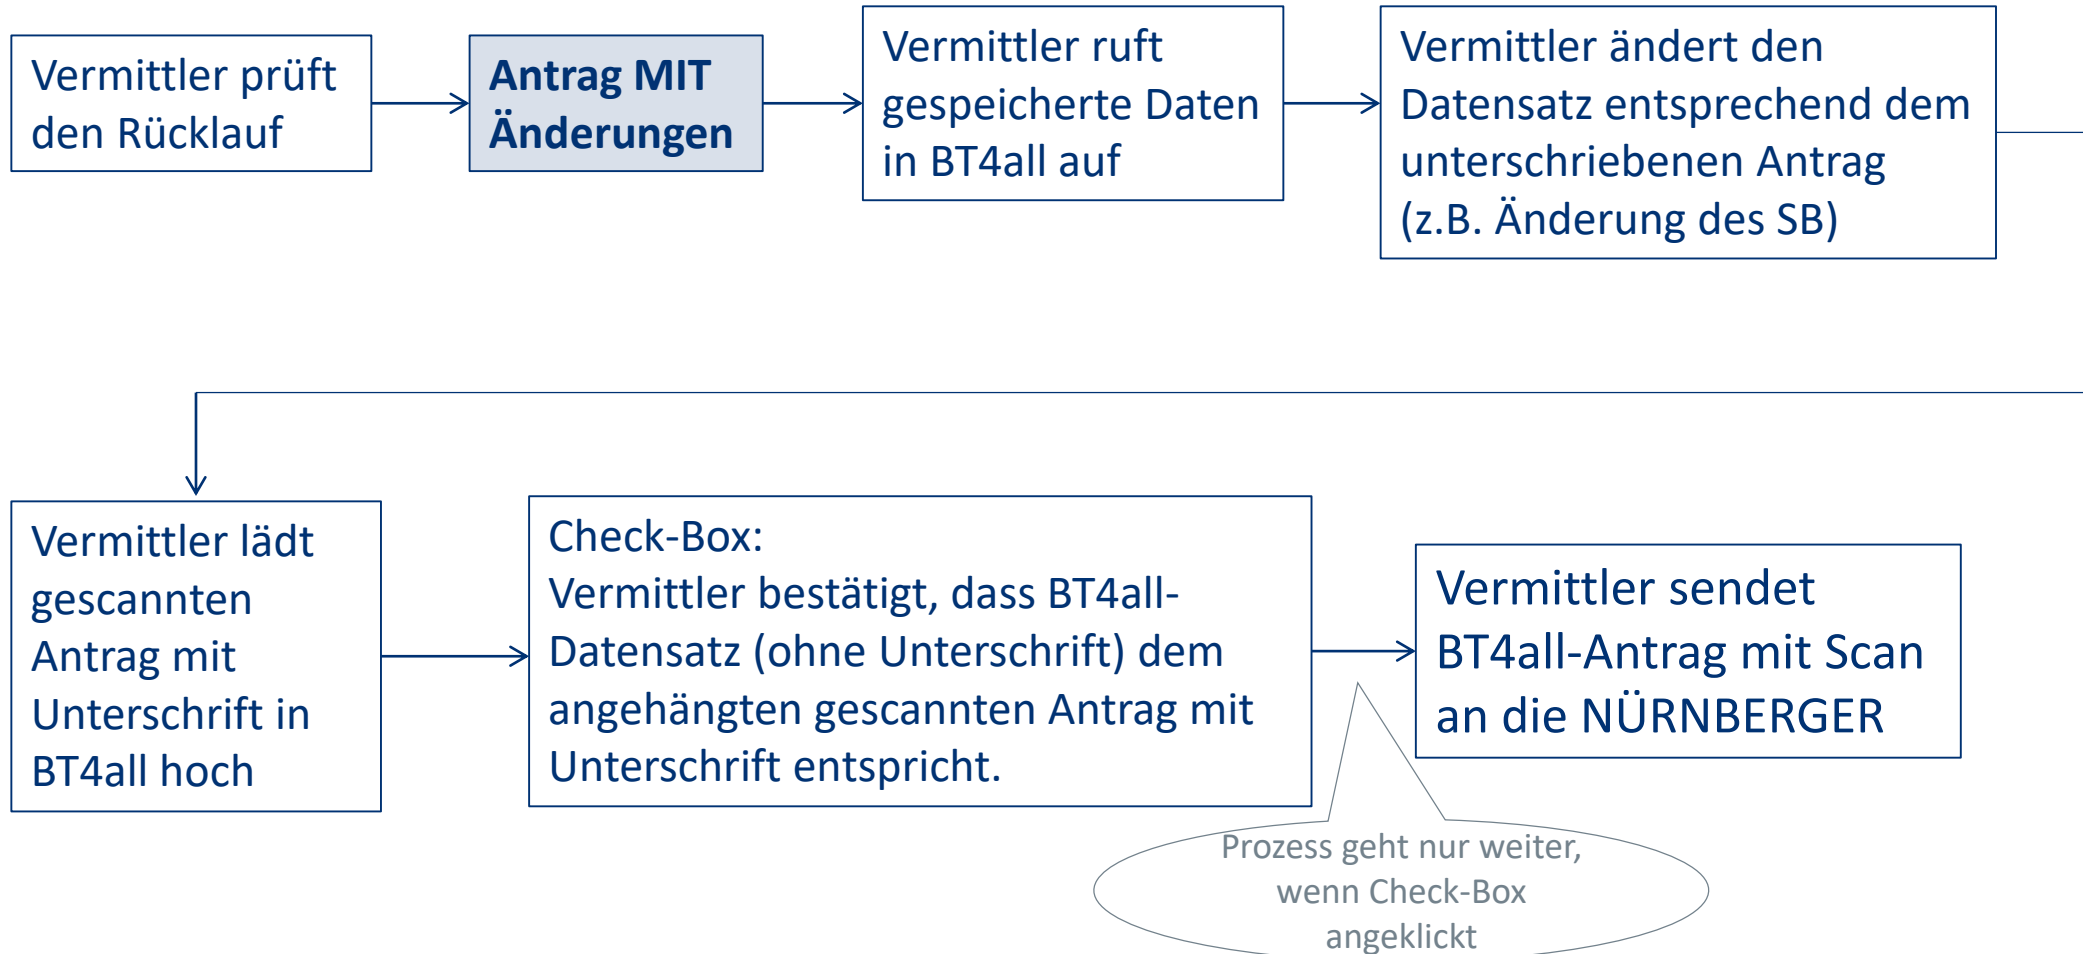 Vermittler prüft
den Rücklauf
Antrag MIT
Änderungen
Vermittler ruft
gespeicherte Daten
in BT4all auf
Vermittler ändert den
Datensatz entsprechend dem
unterschriebenen Antrag
(z.B. Änderung des SB)
Vermittler lädt
gescannten
Antrag mit
Unterschrift in
BT4all hoch
Check-Box:
Vermittler bestätigt, dass BT4all-
Datensatz (ohne Unterschrift) dem
angehängten gescannten Antrag mit
Unterschrift entspricht.
Vermittler sendet
BT4all-Antrag mit Scan
an die NÜRNBERGER
Prozess geht nur weiter,
wenn Check-Box
angeklickt